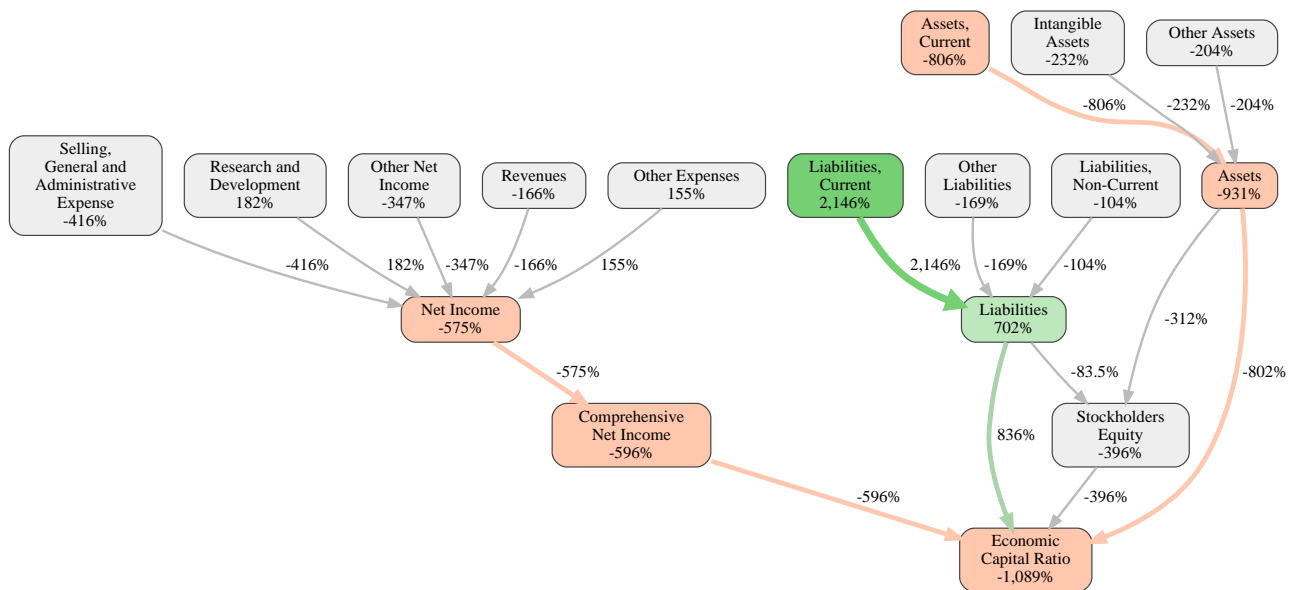 Assets,
Current
-806%
Intangible
Assets
-232%
Other Assets
-204%
-806%
-232%
-204%
Selling,
General and
Administrative
Expense
-416%
Research and
Development
182%
Other Net
Income
-347%
Revenues
-166%
Other Expenses
155%
Liabilities,
Current
2,146%
Other
Liabilities
-169%
Liabilities,
Non-Current
-104%
Assets
-931%
-416%
182%
-347%
-166%
155%
2,146%
-169%
-104%
Net Income
-575%
Liabilities
702%
-312%
-575%
-83.5%
-802%
Comprehensive
Net Income
-596%
836%
Stockholders
Equity
-396%
-596%
-396%
Economic
Capital Ratio
-1,089%